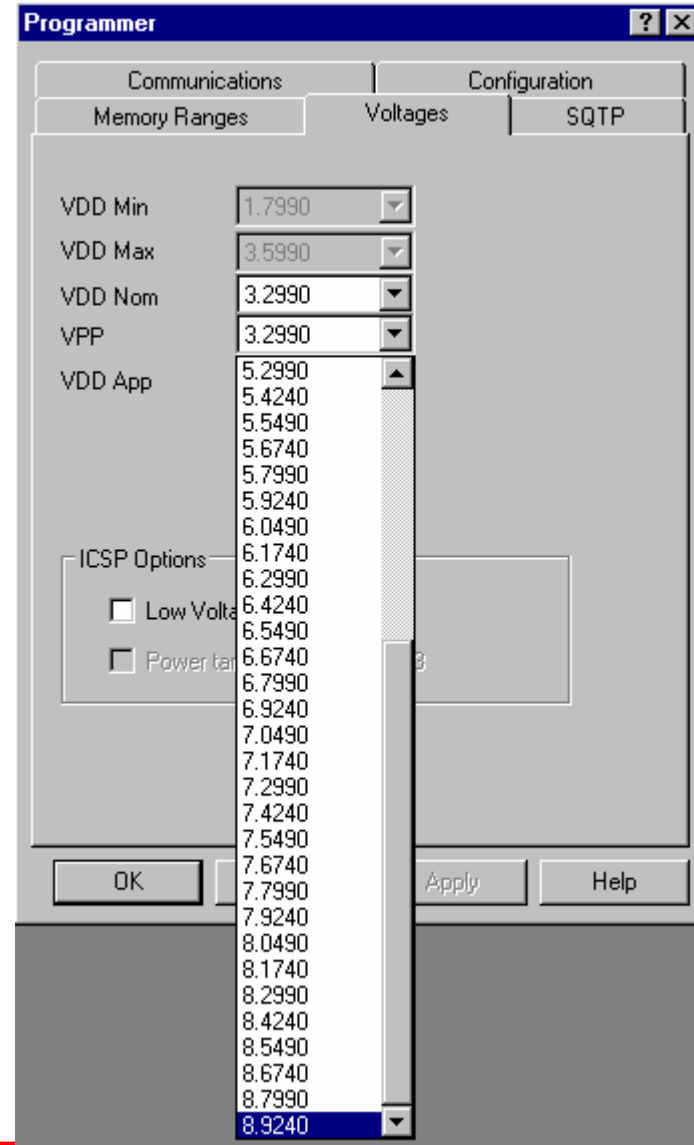 Programmer
Communications Configuration
Memory Ranges Voltages SQTP
VDD Min 1.7990
VDD Max 3.5990
VDD Nom 3.2990
VPP 3.2990
VDD App
5.2990
5.4240
5.5490
5.6740
5.7990
5.9240
6.0490
6.1740
ICSP Options
6.2990
6.4240
Low Volta
6.5490
6.6740
Power tar 3
6.7990
6.9240
7.0490
7.1740
7.2990
7.4240
7.5490
7.6740
OK Apply Help
7.7990
7.9240
8.0490
8.1740
8.2990
8.4240
8.5490
8.6740
8.7990
8.9240